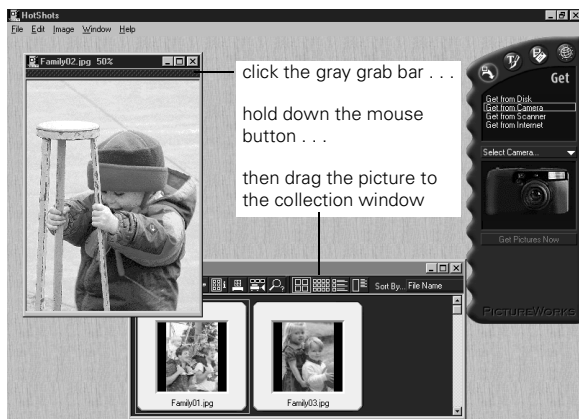 HotShots
File Edit Image Window Help
Family02.jpg 50%
click the gray grab bar . . .
hold down the mouse
button . . .
then drag the picture to
the collection window
Get
Get from Disk
Get from Camera
Get from Scanner
Get from Internet
Select Camera...
Get Pictures Now
PICTUREWORKS
Sort By... File Name
Family01.jpg
Family03.jpg